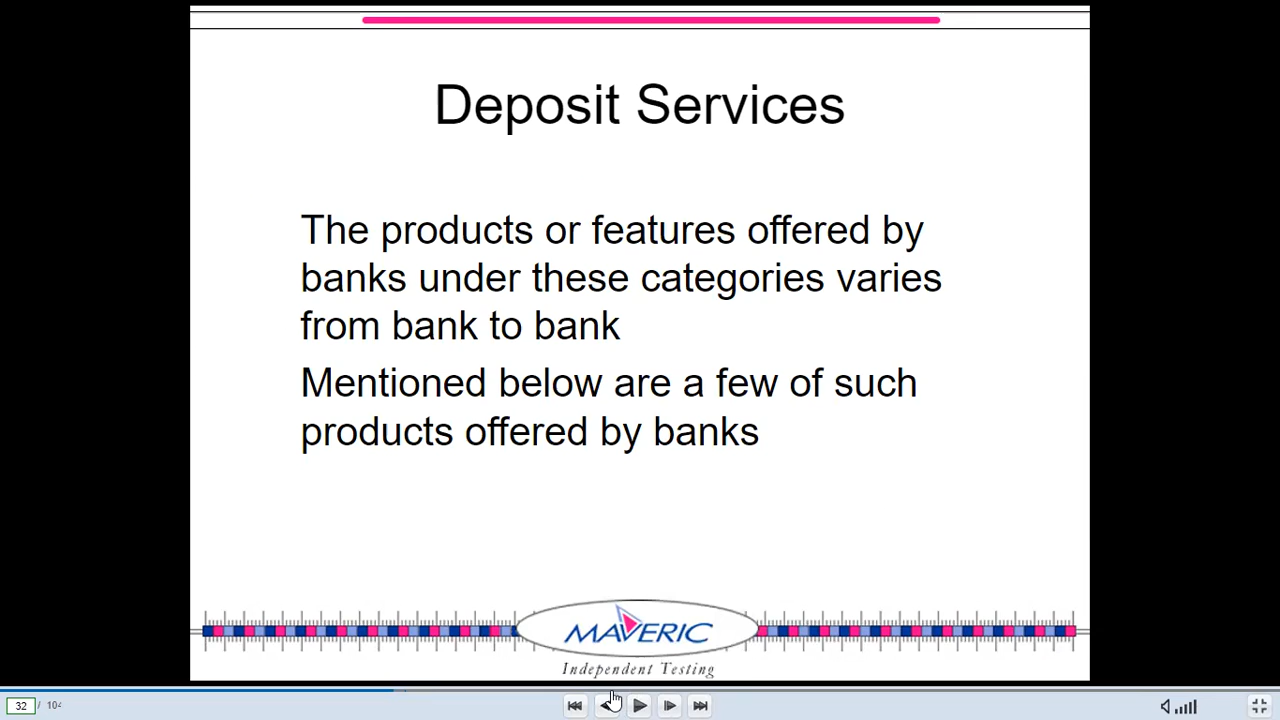 Deposit Services
The products or features offered by
banks under these categories varies
from bank to bank
Mentioned below are a few of such
products offered by banks
MAVERIC
Independent Testing
32 / 104